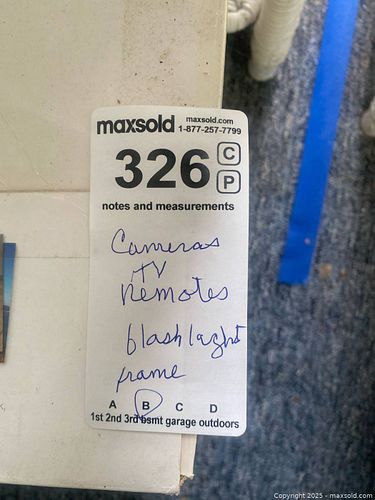 maxsold maxsold.com
1-877-257-7799
326 C
P
notes and measurements
Cameras
TV
remotes
flashlight
frame
A B C D
1st 2nd 3rd bsmt garage outdoors
Copyright 2025 - maxsold.com